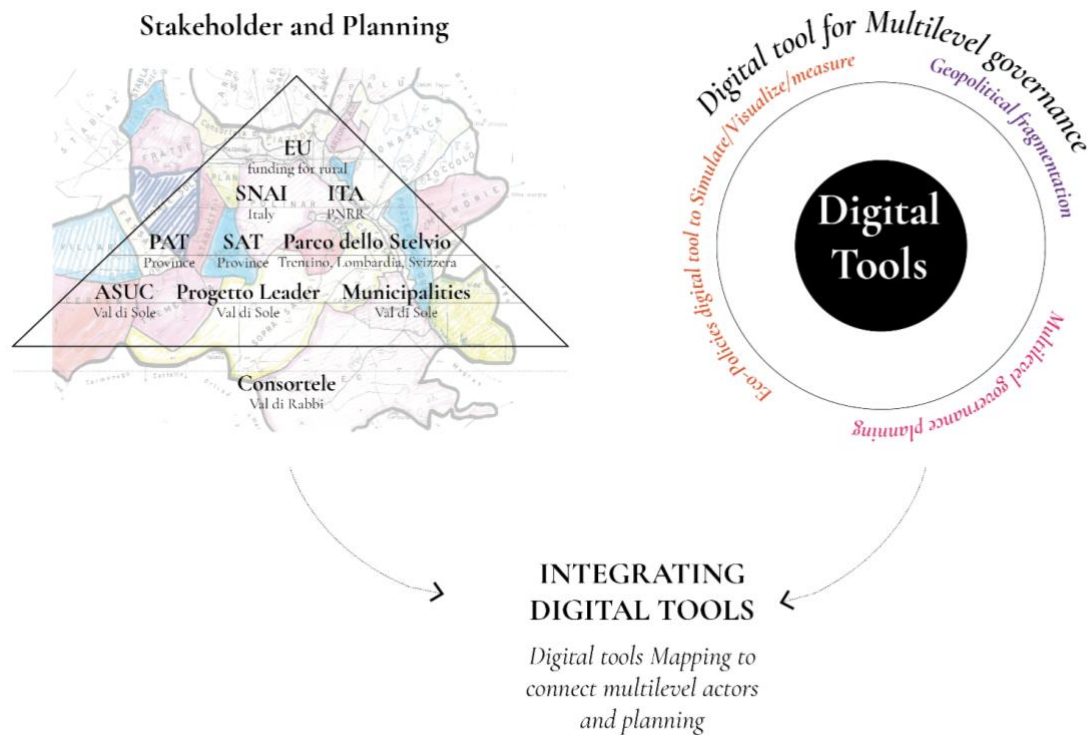 Stakeholder and Planning
EU
funding for rural
SNAI ITA
Italy PNRR
PAT SAT Parco dello Stelvio
Province Province Trentino, Lombardia, Svizzera
ASUC Progetto Leader Municipalities
Val di Sole Val di Sole Val di Sole
Consortele
Val di Rabbi
Digital tool for Multilevel governance
Eco-Policies digital tool to Simulate/Visualize/measure
Geopolitical fragmentation
Multilevel governance planning
Digital
Tools
INTEGRATING
DIGITAL TOOLS
Digital tools Mapping to
connect multilevel actors
and planning